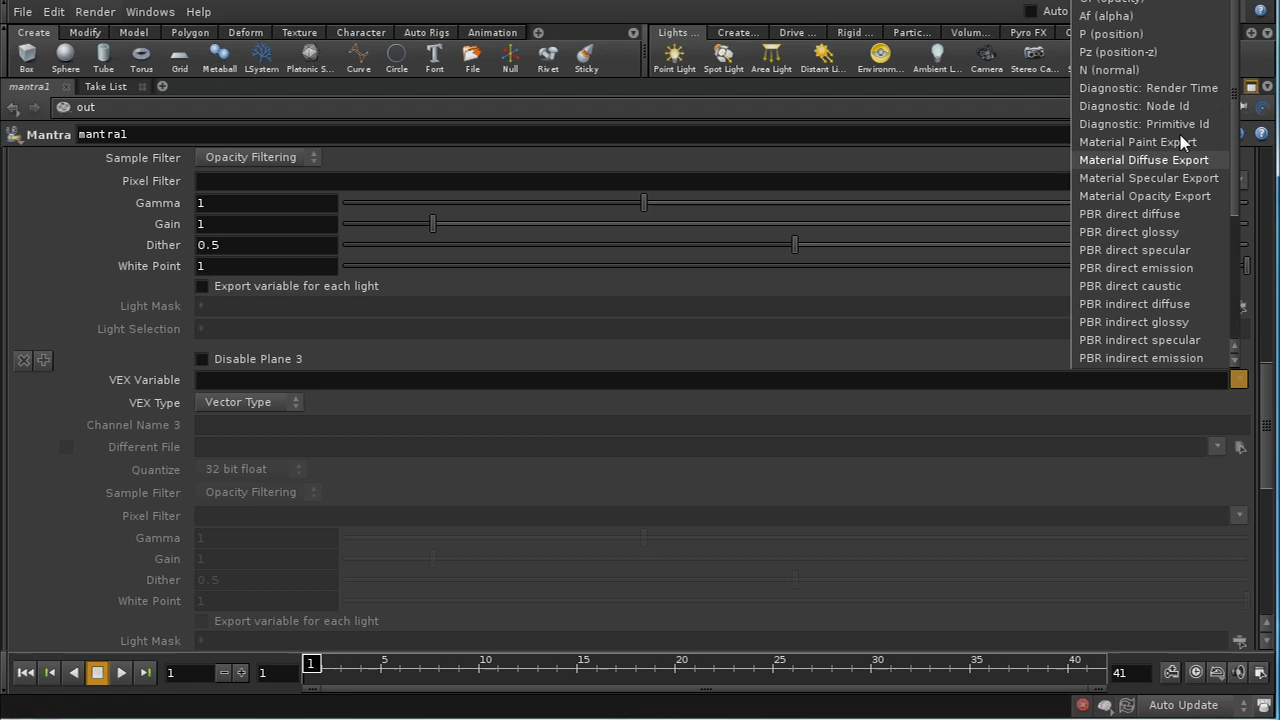 File Edit Render Windows Help Auto
Create Modify Model Polygon Deform Texture Character Auto Rigs Animation Lights ... Create... Drive ... Rigid ... Partic... Volum... Pyro FX
Box Sphere Tube Torus Grid Metaball LSystem Platonic S... Curve Circle Font File Null Rivet Sticky Point Light Spot Light Area Light Distant Li... Environm... Ambient L... Camera Stereo Ca...
mantra1 Take List
out
Mantra mantra1
Af (alpha)
P (position)
Pz (position-z)
N (normal)
Diagnostic: Render Time
Diagnostic: Node Id
Diagnostic: Primitive Id
Material Paint Export
Material Diffuse Export
Material Specular Export
Material Opacity Export
PBR direct diffuse
PBR direct glossy
PBR direct specular
PBR direct emission
PBR direct caustic
PBR indirect diffuse
PBR indirect glossy
PBR indirect specular
PBR indirect emission
Sample Filter Opacity Filtering
Pixel Filter
Gamma 1
Gain 1
Dither 0.5
White Point 1
Export variable for each light
Light Mask *
Light Selection *
Disable Plane 3
VEX Variable
VEX Type Vector Type
Channel Name 3
Different File
Quantize 32 bit float
Sample Filter Opacity Filtering
Pixel Filter
Gamma 1
Gain 1
Dither 0.5
White Point 1
Export variable for each light
Light Mask *
1 1 1 5 10 15 20 25 30 35 40 41
Auto Update